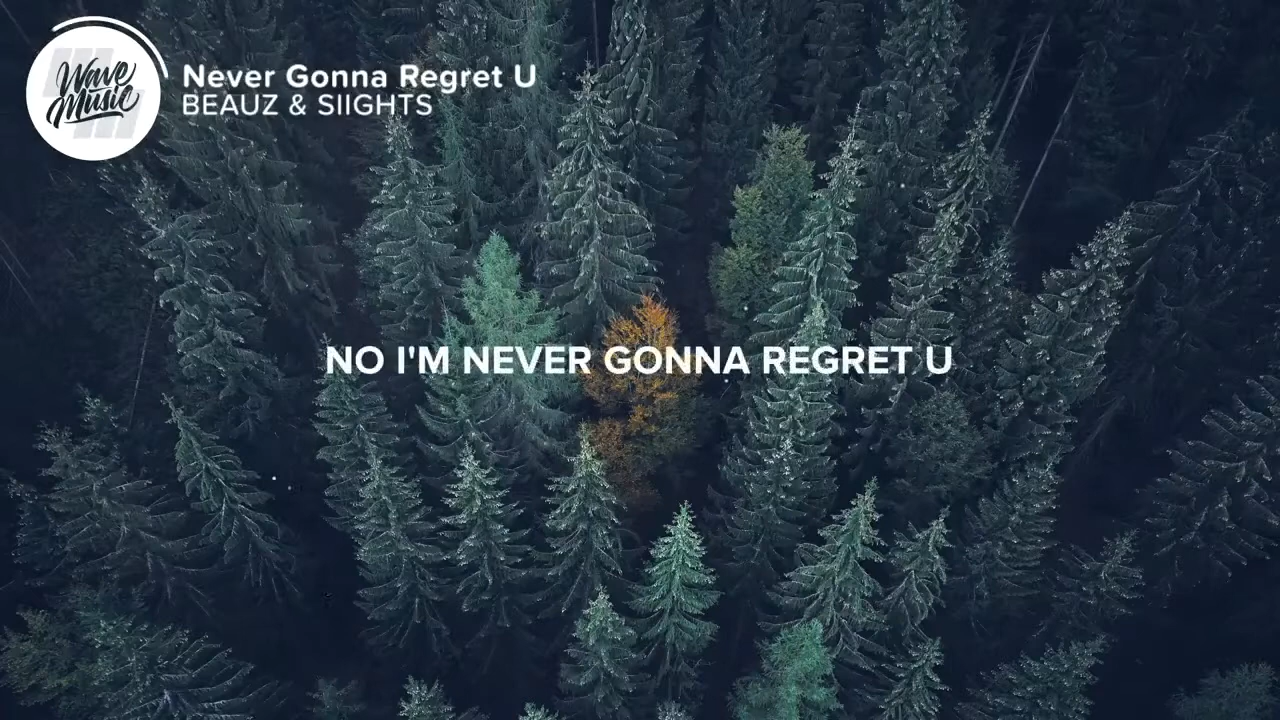 Wave
Music
Never Gonna Regret U
BEAUZ & SIIGHTS
NO I'M NEVER GONNA REGRET U